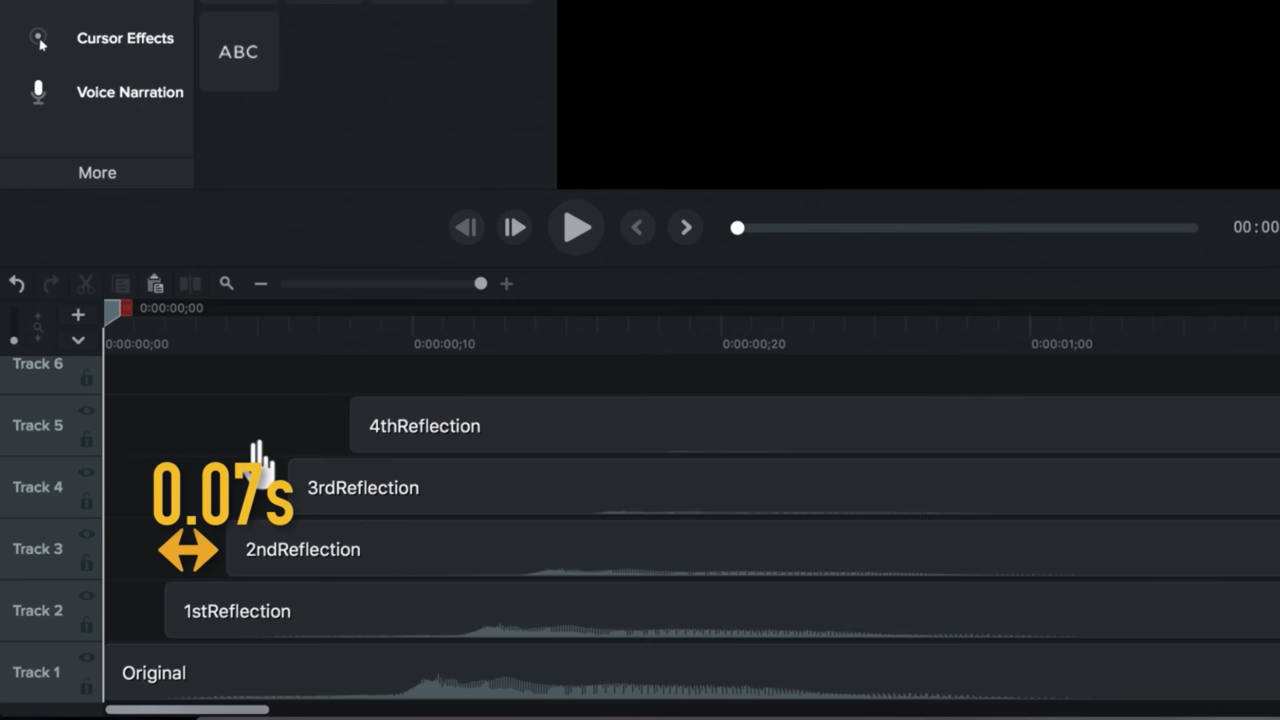 Cursor Effects
ABC
Voice Narration
More
00:00
0:00:00;00
0:00:00;00
0:00:00;10
0:00:00;20
0:00:01;00
Track 6
Track 5
4thReflection
Track 4
3rdReflection
0.07s
Track 3
2ndReflection
Track 2
1stReflection
Track 1
Original